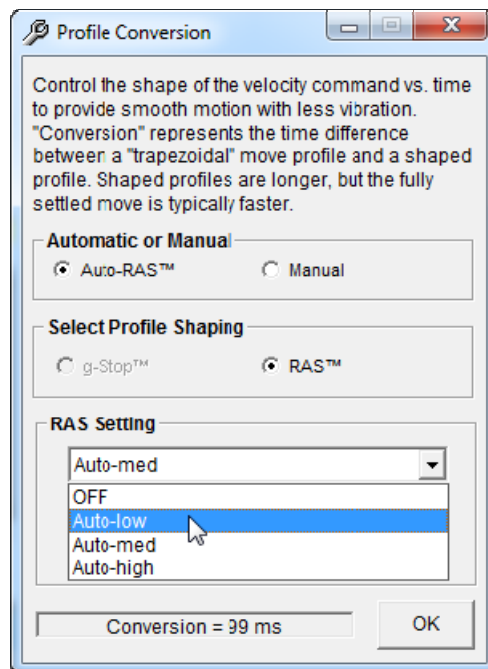 Profile Conversion
Control the shape of the velocity command vs. time
to provide smooth motion with less vibration.
"Conversion" represents the time difference
between a "trapezoidal" move profile and a shaped
profile. Shaped profiles are longer, but the fully
settled move is typically faster.
Automatic or Manual
Auto-RAS™ Manual
Select Profile Shaping
g-Stop™ RAS™
RAS Setting
Auto-med
OFF
Auto-low
Auto-med
Auto-high
Conversion = 99 ms OK